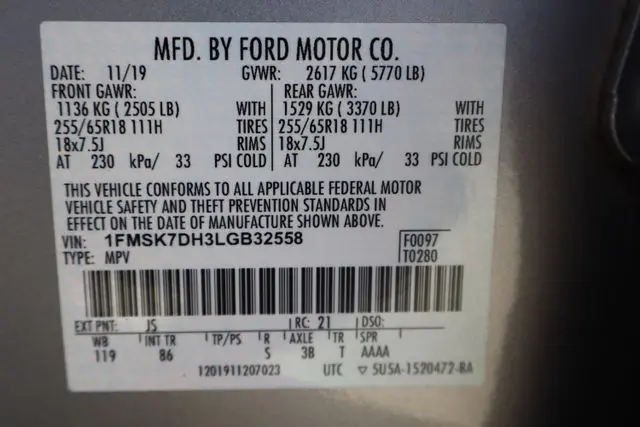 MFD. BY FORD MOTOR CO.
DATE: 11/19 GVWR: 2617 KG ( 5770 LB)
FRONT GAWR: REAR GAWR:
1136 KG ( 2505 LB) WITH 1529 KG ( 3370 LB) WITH
255/65R18 111H TIRES 255/65R18 111H TIRES
18x7.5J RIMS 18x7.5J RIMS
AT 230 kPa/ 33 PSI COLD AT 230 kPa/ 33 PSI COLD
THIS VEHICLE CONFORMS TO ALL APPLICABLE FEDERAL MOTOR
VEHICLE SAFETY AND THEFT PREVENTION STANDARDS IN
EFFECT ON THE DATE OF MANUFACTURE SHOWN ABOVE.
VIN: 1FMSK7DH3LGB32558 F0097
TYPE: MPV T0280
EXT PNT: JS RC: 21 DSO:
WB INT TR TP/PS R AXLE TR SPR
119 86 S 3B T AAAA
1201911207023 UTC ▽ 5U5A-1520472-BA